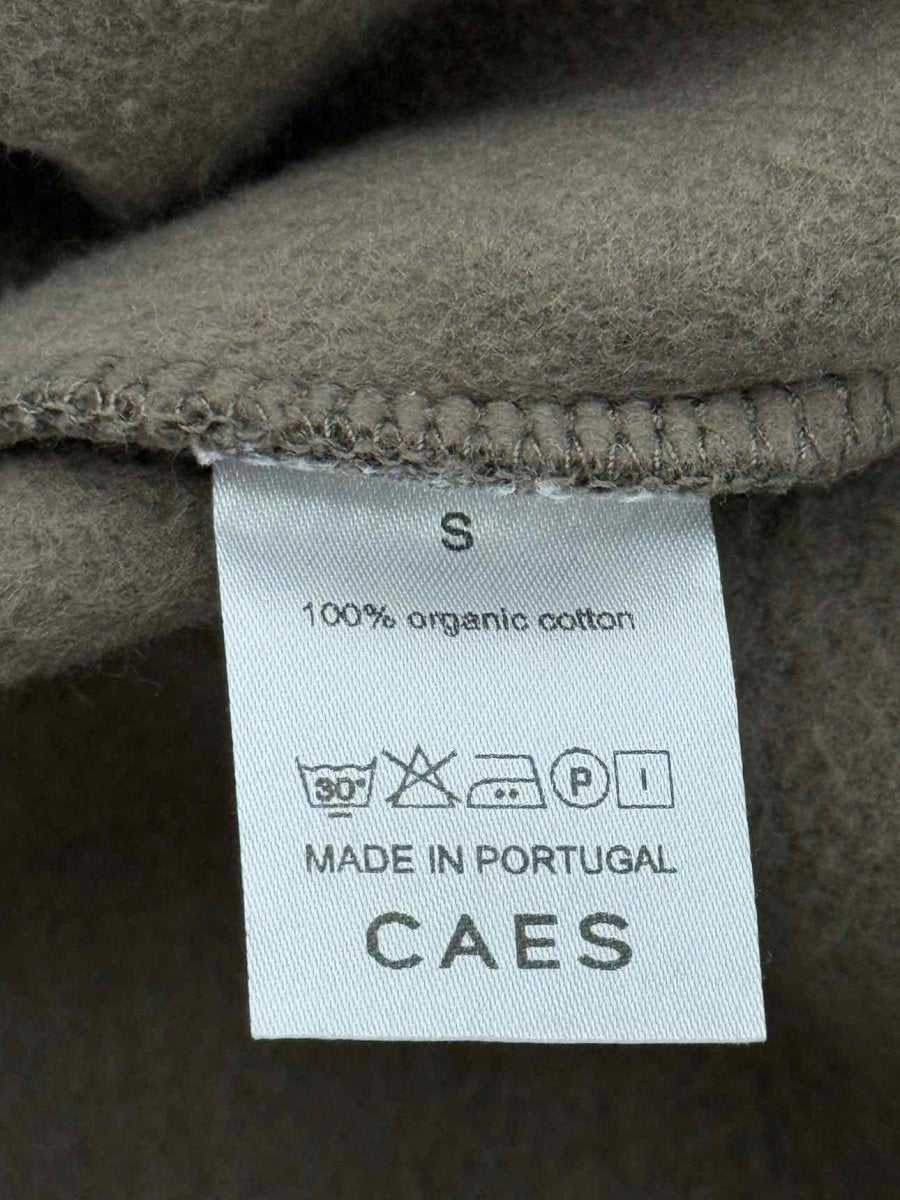 S
100% organic cotton
30° P
MADE IN PORTUGAL
CAES